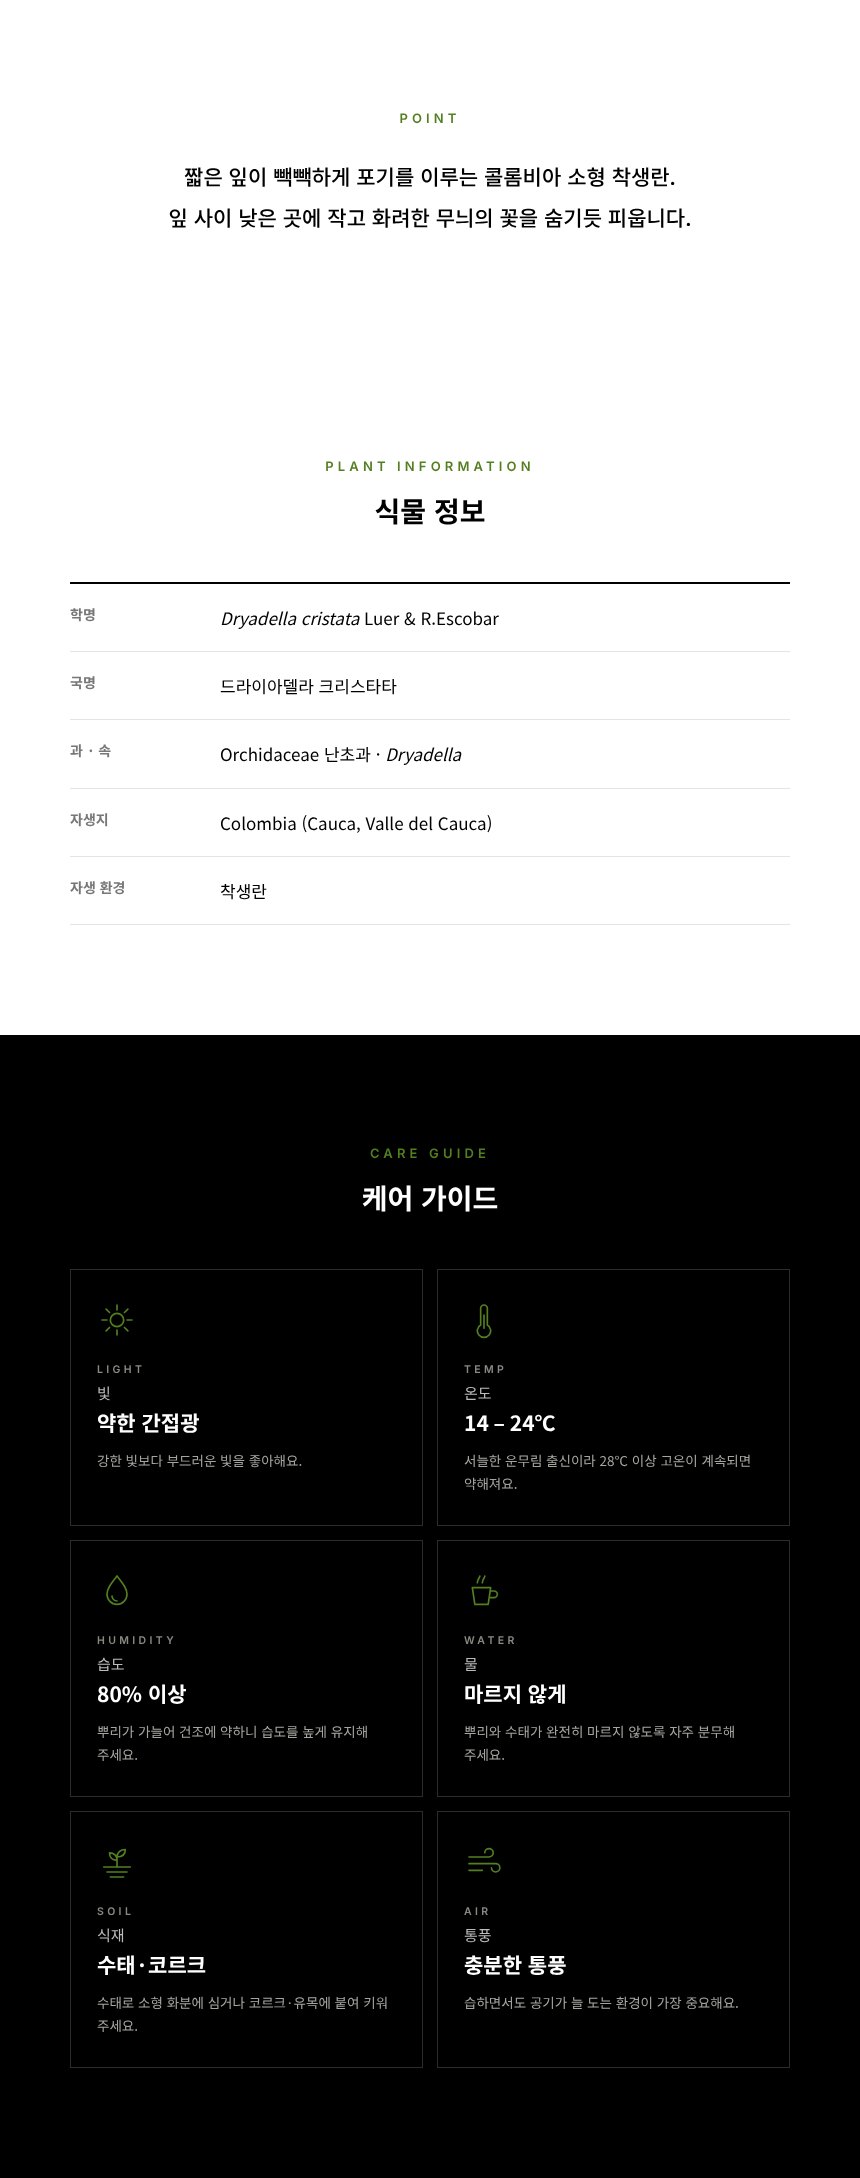 POINT
짧은 잎이 빽빽하게 포기를 이루는 콜롬비아 소형 착생란.
잎 사이 낮은 곳에 작고 화려한 무늬의 꽃을 숨기듯 피웁니다.
PLANT INFORMATION
식물 정보
학명 Dryadella cristata Luer & R.Escobar
국명 드라이아델라 크리스타타
과 · 속 Orchidaceae 난초과 · Dryadella
자생지 Colombia (Cauca, Valle del Cauca)
자생 환경 착생란
CARE GUIDE
케어 가이드
LIGHT
빛
약한 간접광
강한 빛보다 부드러운 빛을 좋아해요.
TEMP
온도
14 – 24℃
서늘한 운무림 출신이라 28℃ 이상 고온이 계속되면
약해져요.
HUMIDITY
습도
80% 이상
뿌리가 가늘어 건조에 약하니 습도를 높게 유지해
주세요.
WATER
물
마르지 않게
뿌리와 수태가 완전히 마르지 않도록 자주 분무해
주세요.
SOIL
식재
수태·코르크
수태로 소형 화분에 심거나 코르크·유목에 붙여 키워
주세요.
AIR
통풍
충분한 통풍
습하면서도 공기가 늘 도는 환경이 가장 중요해요.